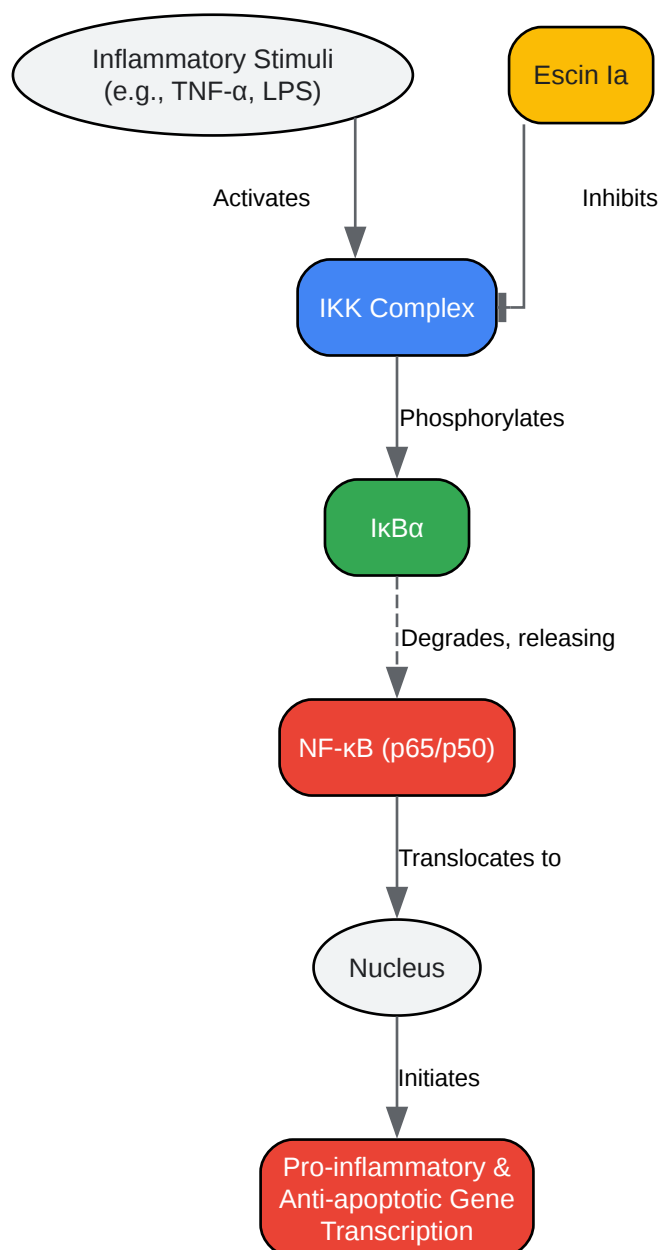 Inflammatory Stimuli
(e.g., TNF-α, LPS)
Escin Ia
Activates
Inhibits
IKK Complex
Phosphorylates
IκBα
Degrades, releasing
NF-κB (p65/p50)
Translocates to
Nucleus
Initiates
Pro-inflammatory &
Anti-apoptotic Gene
Transcription